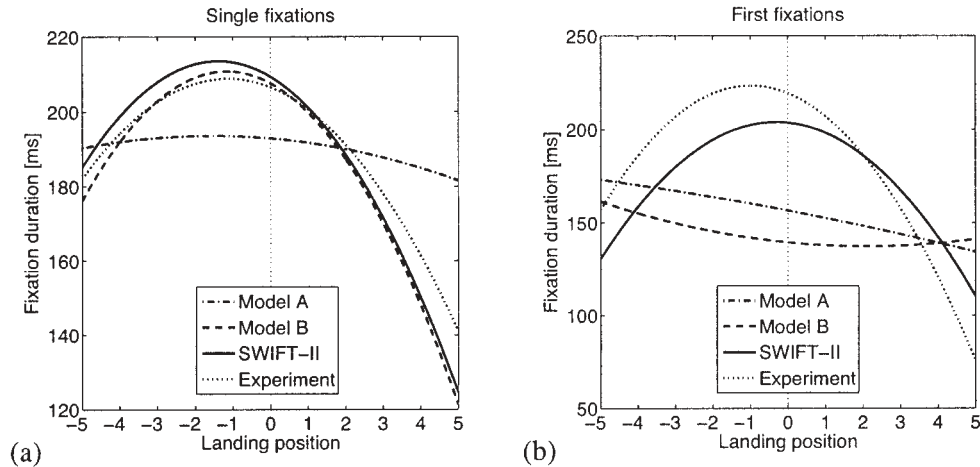 Single fixations
220
200
180
160
140
120
Fixation duration [ms]
Model A
Model B
SWIFT-II
Experiment
-5 -4 -3 -2 -1 0 1 2 3 4 5
Landing position
(a)
First fixations
250
200
150
100
50
Fixation duration [ms]
Model A
Model B
SWIFT-II
Experiment
-5 -4 -3 -2 -1 0 1 2 3 4 5
Landing position
(b)